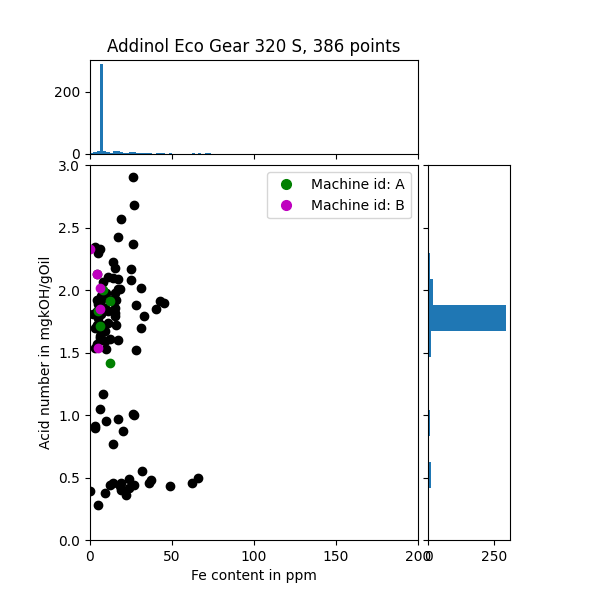 Addinol Eco Gear 320 S, 386 points
200
0
3.0
2.5
2.0
1.5
1.0
0.5
0.0
Acid number in mgkOH/gOil
Machine id: A
Machine id: B
0 50 100 150 200
0 250
Fe content in ppm